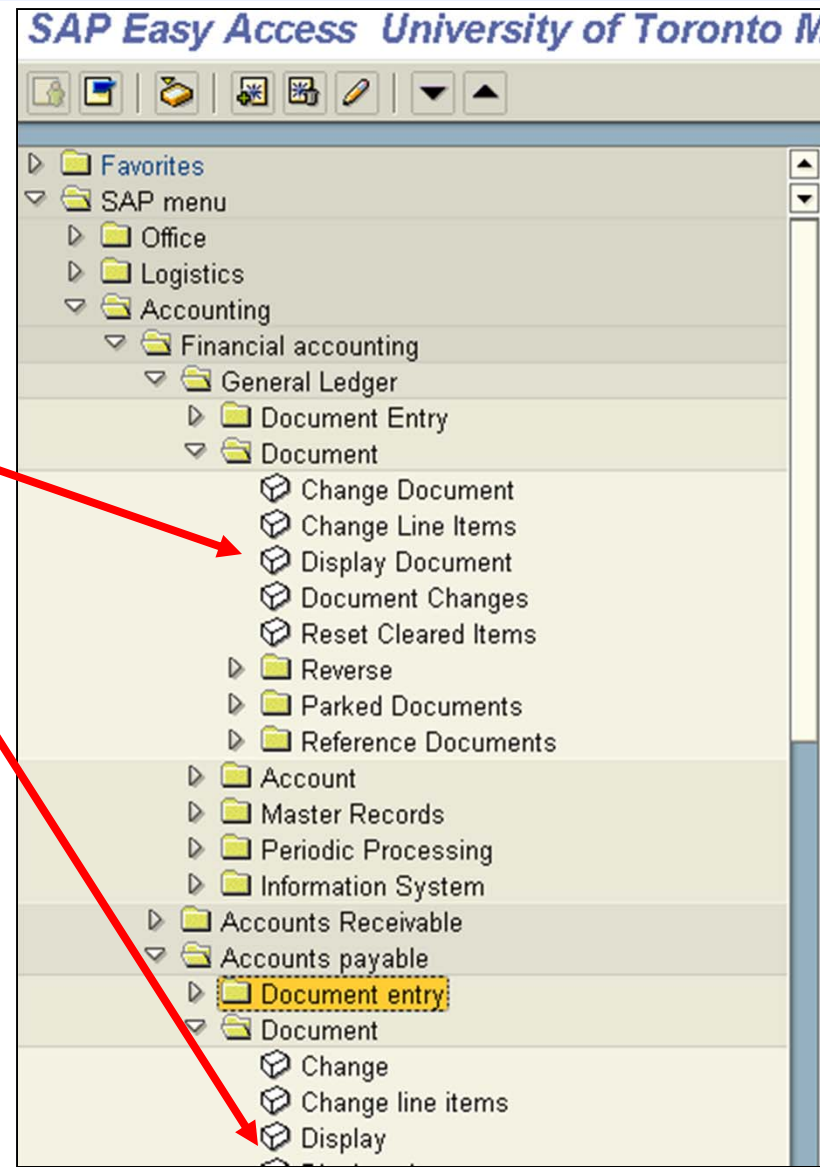 SAP Easy Access University of Toronto
Favorites
SAP menu
Office
Logistics
Accounting
Financial accounting
General Ledger
Document Entry
Document
Change Document
Change Line Items
Display Document
Document Changes
Reset Cleared Items
Reverse
Parked Documents
Reference Documents
Account
Master Records
Periodic Processing
Information System
Accounts Receivable
Accounts payable
Document entry
Document
Change
Change line items
Display